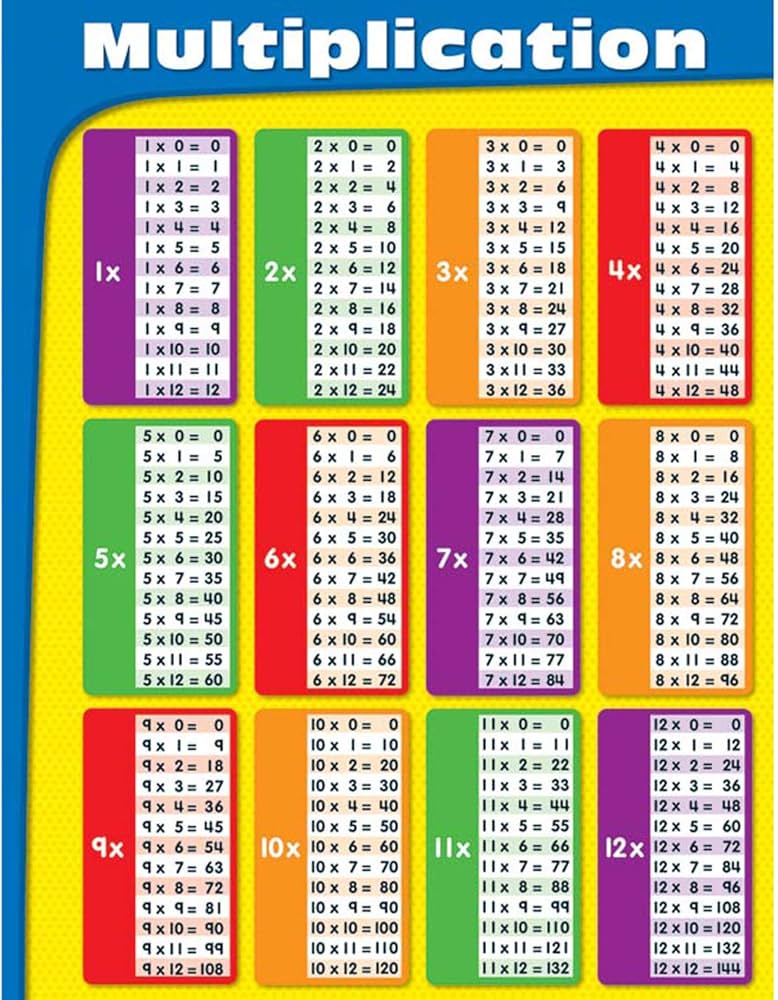 Multiplication
1x
1 x 0 = 0
1 x 1 = 1
1 x 2 = 2
1 x 3 = 3
1 x 4 = 4
1 x 5 = 5
1 x 6 = 6
1 x 7 = 7
1 x 8 = 8
1 x 9 = 9
1 x 10 = 10
1 x 11 = 11
1 x 12 = 12
2x
2 x 0 = 0
2 x 1 = 2
2 x 2 = 4
2 x 3 = 6
2 x 4 = 8
2 x 5 = 10
2 x 6 = 12
2 x 7 = 14
2 x 8 = 16
2 x 9 = 18
2 x 10 = 20
2 x 11 = 22
2 x 12 = 24
3x
3 x 0 = 0
3 x 1 = 3
3 x 2 = 6
3 x 3 = 9
3 x 4 = 12
3 x 5 = 15
3 x 6 = 18
3 x 7 = 21
3 x 8 = 24
3 x 9 = 27
3 x 10 = 30
3 x 11 = 33
3 x 12 = 36
4x
4 x 0 = 0
4 x 1 = 4
4 x 2 = 8
4 x 3 = 12
4 x 4 = 16
4 x 5 = 20
4 x 6 = 24
4 x 7 = 28
4 x 8 = 32
4 x 9 = 36
4 x 10 = 40
4 x 11 = 44
4 x 12 = 48
5x
5 x 0 = 0
5 x 1 = 5
5 x 2 = 10
5 x 3 = 15
5 x 4 = 20
5 x 5 = 25
5 x 6 = 30
5 x 7 = 35
5 x 8 = 40
5 x 9 = 45
5 x 10 = 50
5 x 11 = 55
5 x 12 = 60
6x
6 x 0 = 0
6 x 1 = 6
6 x 2 = 12
6 x 3 = 18
6 x 4 = 24
6 x 5 = 30
6 x 6 = 36
6 x 7 = 42
6 x 8 = 48
6 x 9 = 54
6 x 10 = 60
6 x 11 = 66
6 x 12 = 72
7x
7 x 0 = 0
7 x 1 = 7
7 x 2 = 14
7 x 3 = 21
7 x 4 = 28
7 x 5 = 35
7 x 6 = 42
7 x 7 = 49
7 x 8 = 56
7 x 9 = 63
7 x 10 = 70
7 x 11 = 77
7 x 12 = 84
8x
8 x 0 = 0
8 x 1 = 8
8 x 2 = 16
8 x 3 = 24
8 x 4 = 32
8 x 5 = 40
8 x 6 = 48
8 x 7 = 56
8 x 8 = 64
8 x 9 = 72
8 x 10 = 80
8 x 11 = 88
8 x 12 = 96
9x
9 x 0 = 0
9 x 1 = 9
9 x 2 = 18
9 x 3 = 27
9 x 4 = 36
9 x 5 = 45
9 x 6 = 54
9 x 7 = 63
9 x 8 = 72
9 x 9 = 81
9 x 10 = 90
9 x 11 = 99
9 x 12 = 108
10x
10 x 0 = 0
10 x 1 = 10
10 x 2 = 20
10 x 3 = 30
10 x 4 = 40
10 x 5 = 50
10 x 6 = 60
10 x 7 = 70
10 x 8 = 80
10 x 9 = 90
10 x 10 = 100
10 x 11 = 110
10 x 12 = 120
11x
11 x 0 = 0
11 x 1 = 11
11 x 2 = 22
11 x 3 = 33
11 x 4 = 44
11 x 5 = 55
11 x 6 = 66
11 x 7 = 77
11 x 8 = 88
11 x 9 = 99
11 x 10 = 110
11 x 11 = 121
11 x 12 = 132
12x
12 x 0 = 0
12 x 1 = 12
12 x 2 = 24
12 x 3 = 36
12 x 4 = 48
12 x 5 = 60
12 x 6 = 72
12 x 7 = 84
12 x 8 = 96
12 x 9 = 108
12 x 10 = 120
12 x 11 = 132
12 x 12 = 144